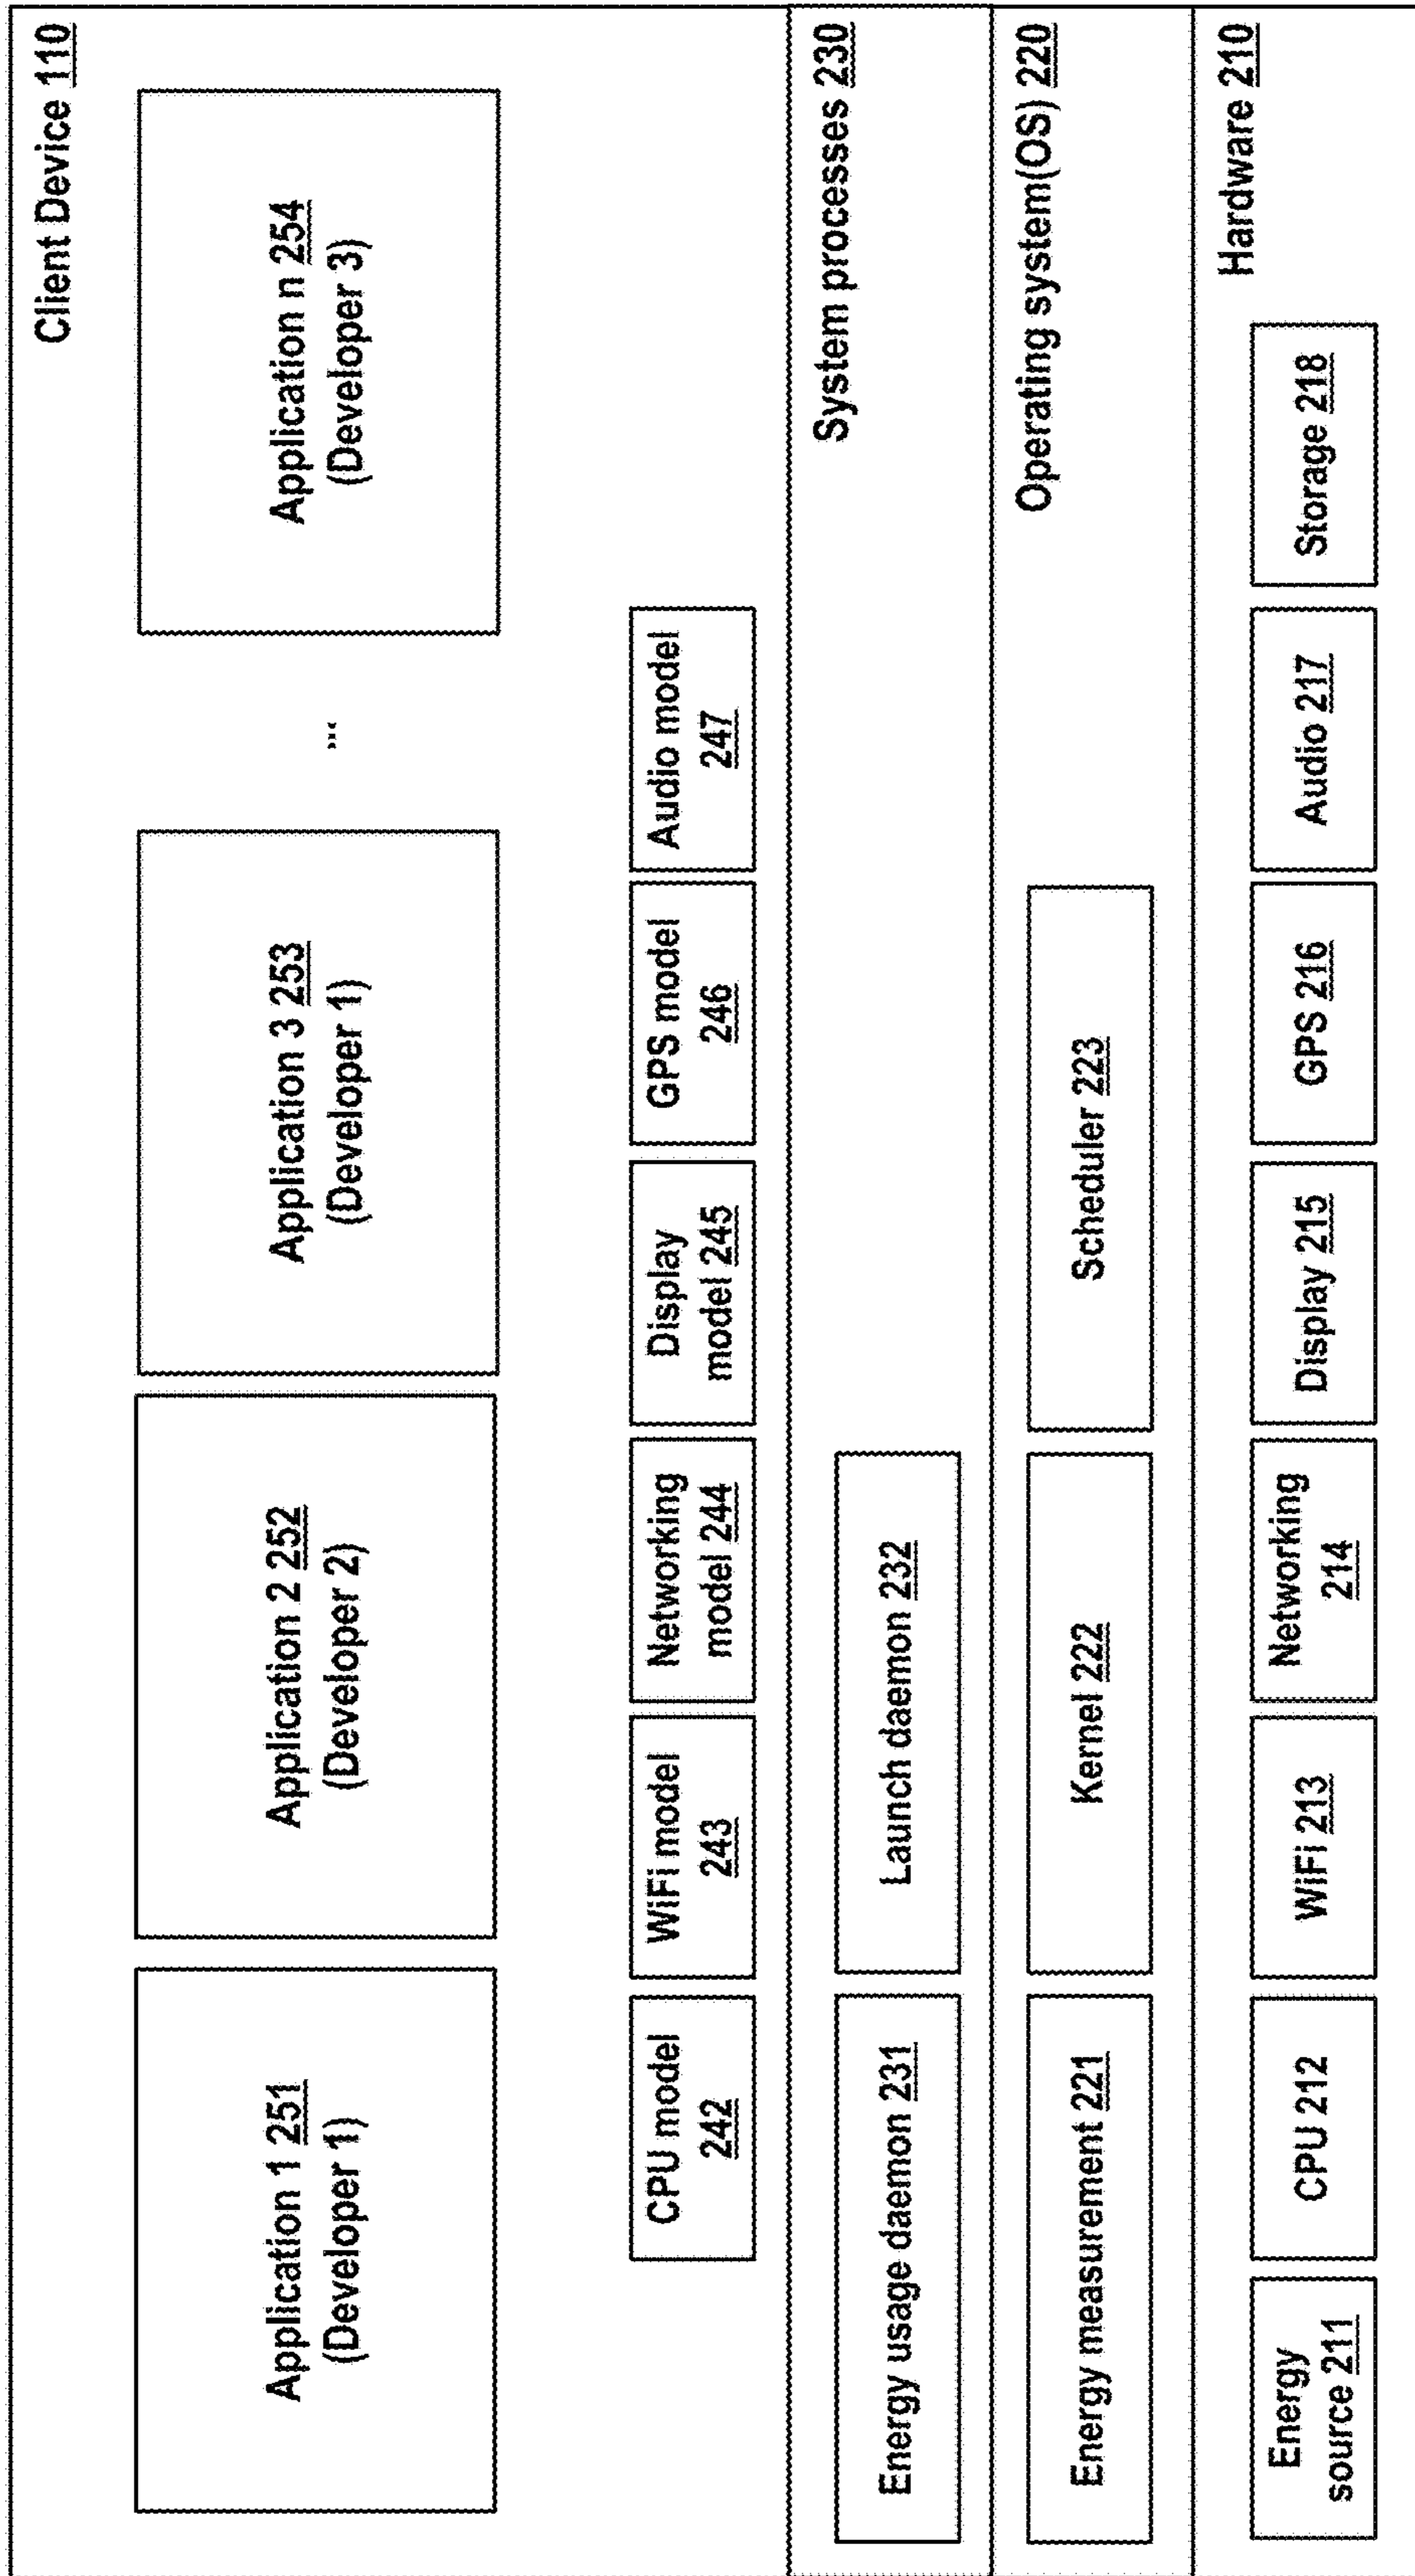 Client Device 110
Application 1 251
(Developer 1)
Application 2 252
(Developer 2)
Application 3 253
(Developer 1)
...
Application n 254
(Developer 3)
CPU model
242
WiFi model
243
Networking
model 244
Display
model 245
GPS model
246
Audio model
247
System processes 230
Energy usage daemon 231
Launch daemon 232
Operating system(OS) 220
Energy measurement 221
Kernel 222
Scheduler 223
Hardware 210
Energy
source 211
CPU 212
WiFi 213
Networking
214
Display 215
GPS 216
Audio 217
Storage 218